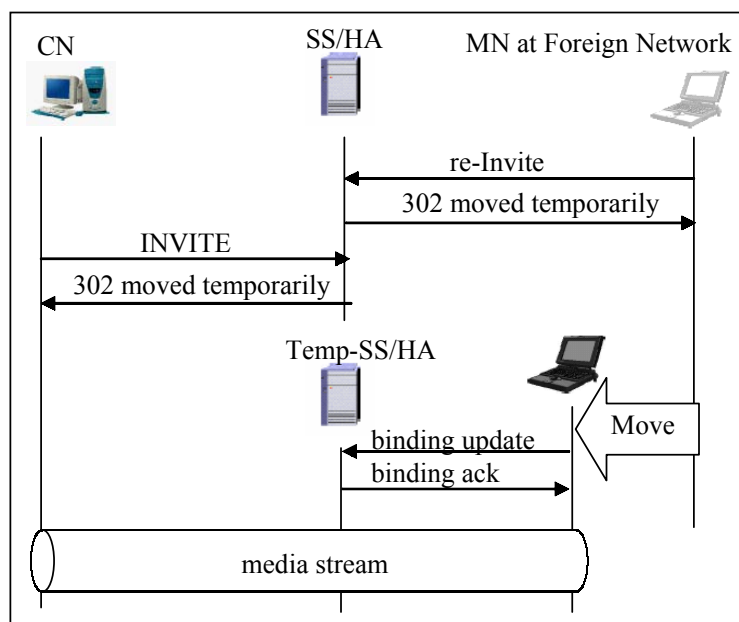 CN
SS/HA
MN at Foreign Network
re-Invite
302 moved temporarily
INVITE
302 moved temporarily
Temp-SS/HA
Move
binding update
binding ack
media stream